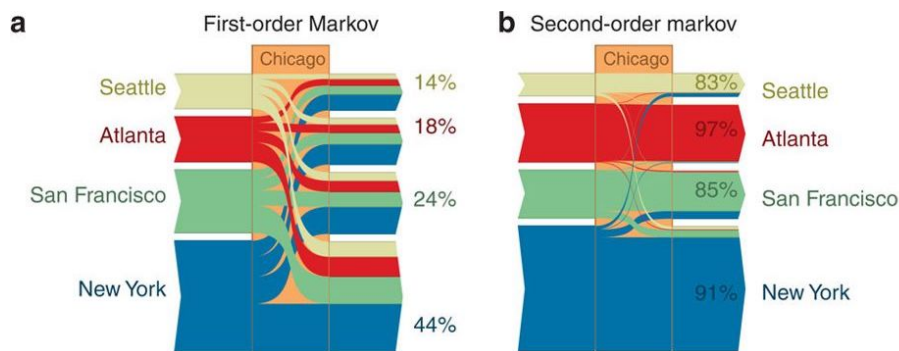 a
First-order Markov
Chicago
Seattle
Atlanta
San Francisco
New York
14%
18%
24%
44%
b
Second-order markov
Chicago
83%
97%
85%
91%
Seattle
Atlanta
San Francisco
New York